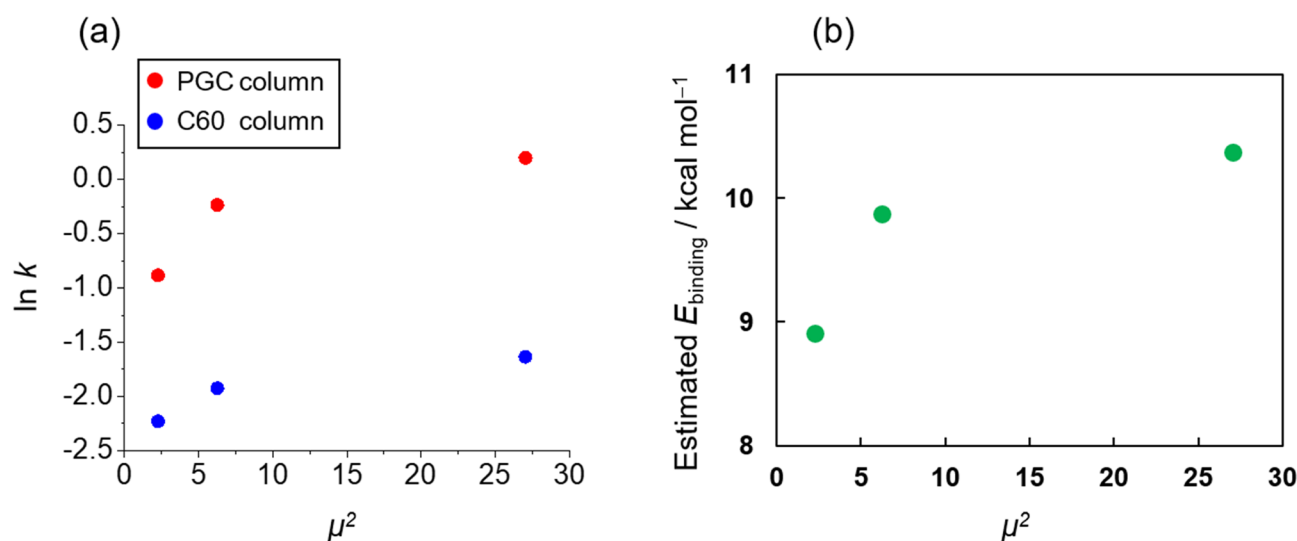 (a)
PGC column
C60 column
0.5
0.0
-0.5
-1.0
-1.5
-2.0
-2.5
ln k
0 5 10 15 20 25 30
μ²
(b)
11
10
9
8
Estimated E_binding / kcal mol⁻¹
0 5 10 15 20 25 30
μ²